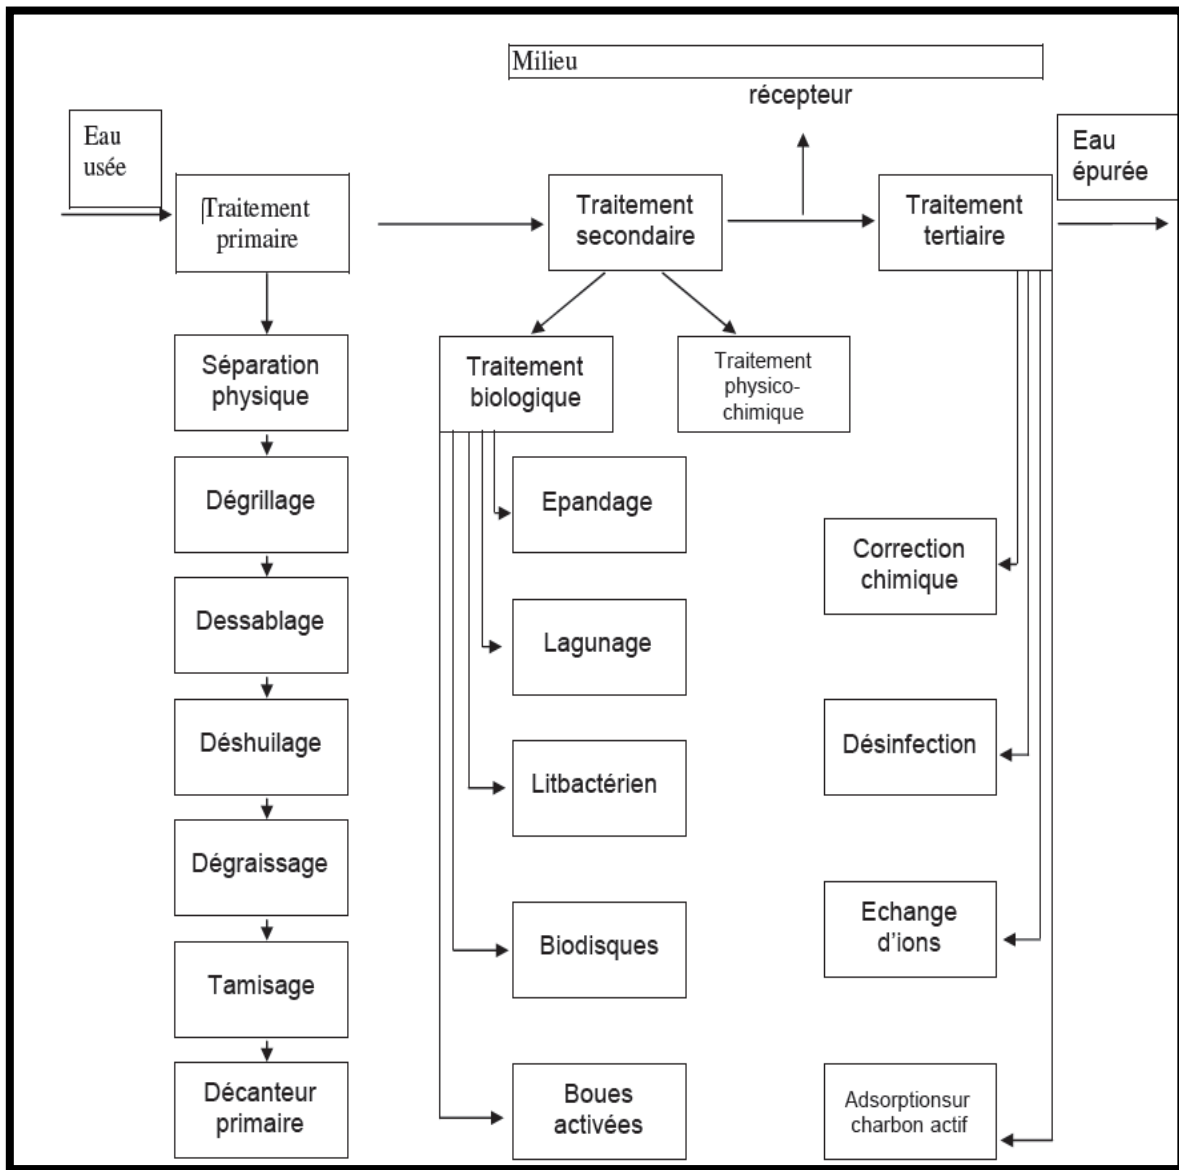 Milieu
récepteur
Eau
usée
Traitement
primaire
Traitement
secondaire
Traitement
tertiaire
Eau
épurée
Séparation
physique
Dégrillage
Dessablage
Déshuilage
Dégraissage
Tamisage
Décanteur
primaire
Traitement
biologique
Traitement
physico-
chimique
Epandage
Lagunage
Litbactérien
Biodisques
Boues
activées
Correction
chimique
Désinfection
Echange
d'ions
Adsorptionsur
charbon actif